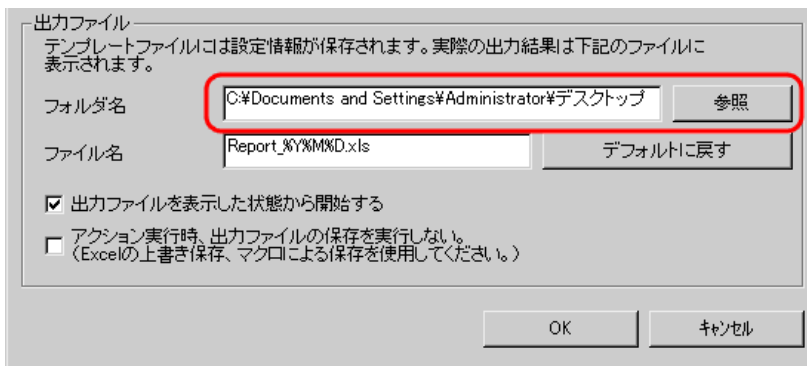 出力ファイル
テンプレートファイルには設定情報が保存されます。実際の出力結果は下記のファイルに
表示されます。
フォルダ名
C:¥Documents and Settings¥Administrator¥デスクトップ
参照
ファイル名
Report_%Y%M%D.xls
デフォルトに戻す
出力ファイルを表示した状態から開始する
アクション実行時、出力ファイルの保存を実行しない。
（Excelの上書き保存、マクロによる保存を使用してください。）
OK
キャンセル